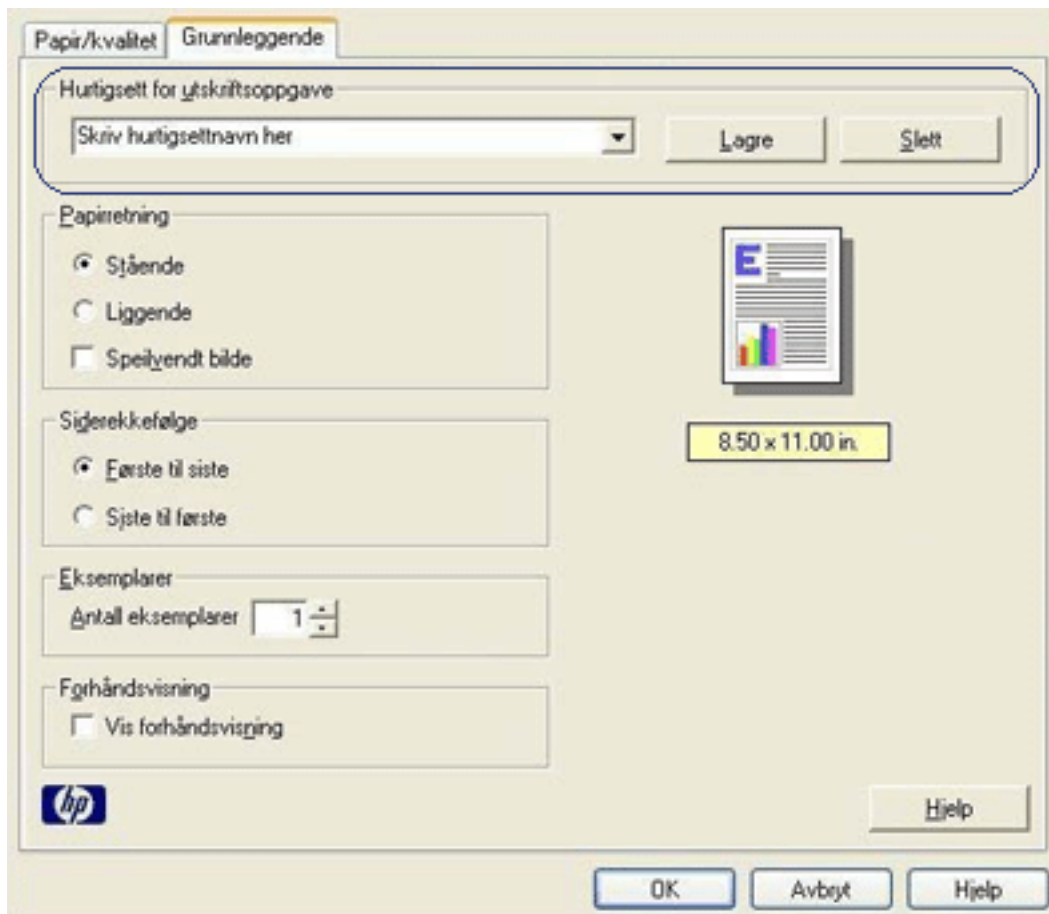 Papir/kvalitet Grunnleggende
Hurtigsett for utskriftsoppgave
Skriv hurtigsettnavn her Lagre Slett
Papirretning
Stående
Liggende
Speilvendt bilde
E
8.50 x 11.00 in.
Siderekkefølge
Første til siste
Siste til første
Eksemplarer
Antall eksemplarer 1
Forhåndsvisning
Vis forhåndsvisning
hp Hjelp
OK Avbryt Hjelp